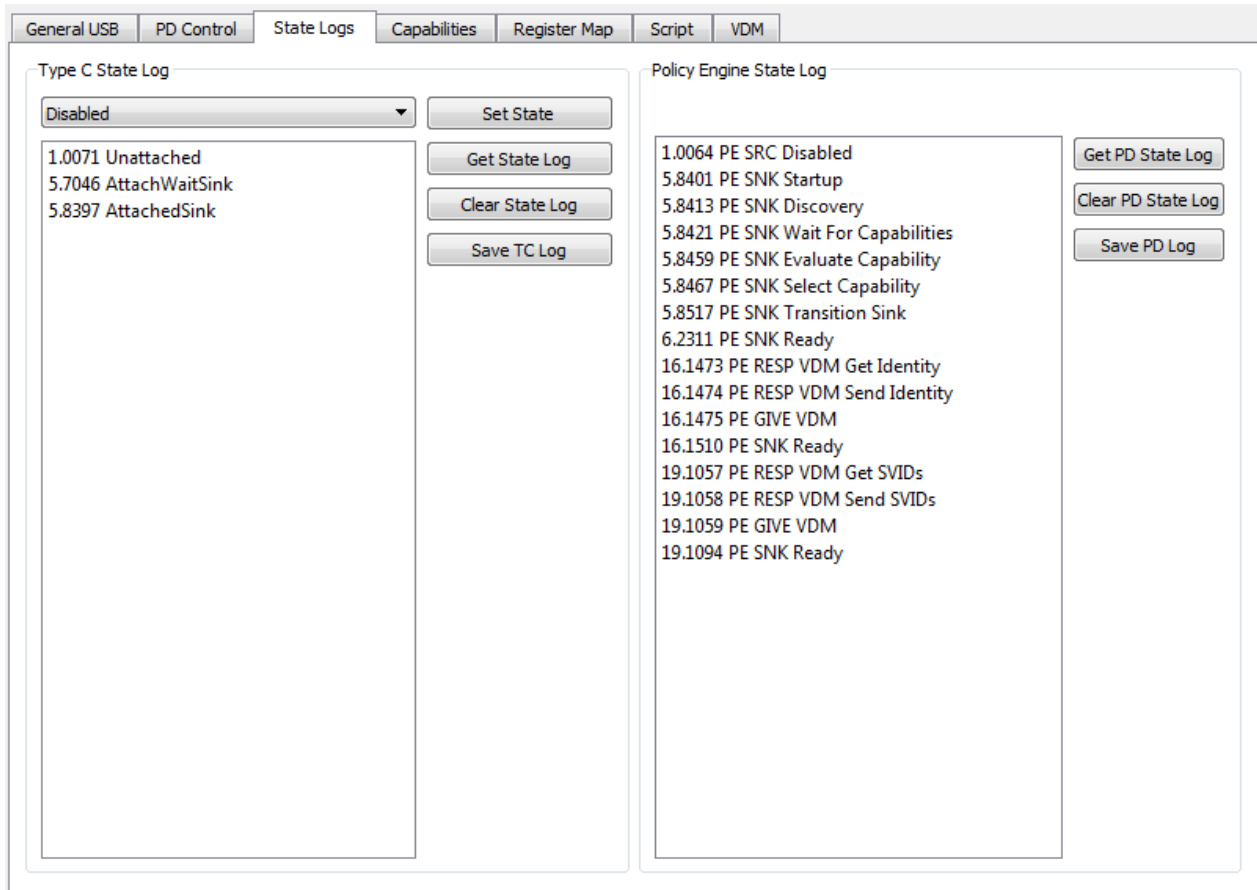 General USB PD Control State Logs Capabilities Register Map Script VDM
Type C State Log
Disabled
Set State
1.0071 Unattached
5.7046 AttachWaitSink
5.8397 AttachedSink
Get State Log
Clear State Log
Save TC Log
Policy Engine State Log
1.0064 PE SRC Disabled
5.8401 PE SNK Startup
5.8413 PE SNK Discovery
5.8421 PE SNK Wait For Capabilities
5.8459 PE SNK Evaluate Capability
5.8467 PE SNK Select Capability
5.8517 PE SNK Transition Sink
6.2311 PE SNK Ready
16.1473 PE RESP VDM Get Identity
16.1474 PE RESP VDM Send Identity
16.1475 PE GIVE VDM
16.1510 PE SNK Ready
19.1057 PE RESP VDM Get SVIDs
19.1058 PE RESP VDM Send SVIDs
19.1059 PE GIVE VDM
19.1094 PE SNK Ready
Get PD State Log
Clear PD State Log
Save PD Log